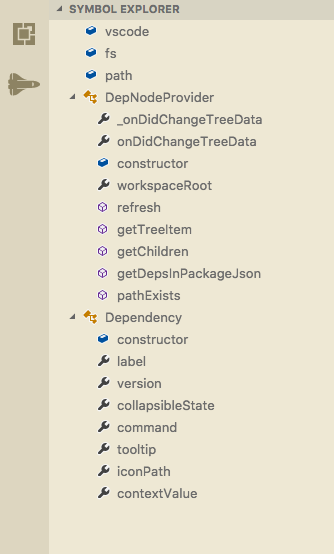 SYMBOL EXPLORER
vscode
fs
path
DepNodeProvider
_onDidChangeTreeData
onDidChangeTreeData
constructor
workspaceRoot
refresh
getTreeItem
getChildren
getDepsInPackageJson
pathExists
Dependency
constructor
label
version
collapsibleState
command
tooltip
iconPath
contextValue